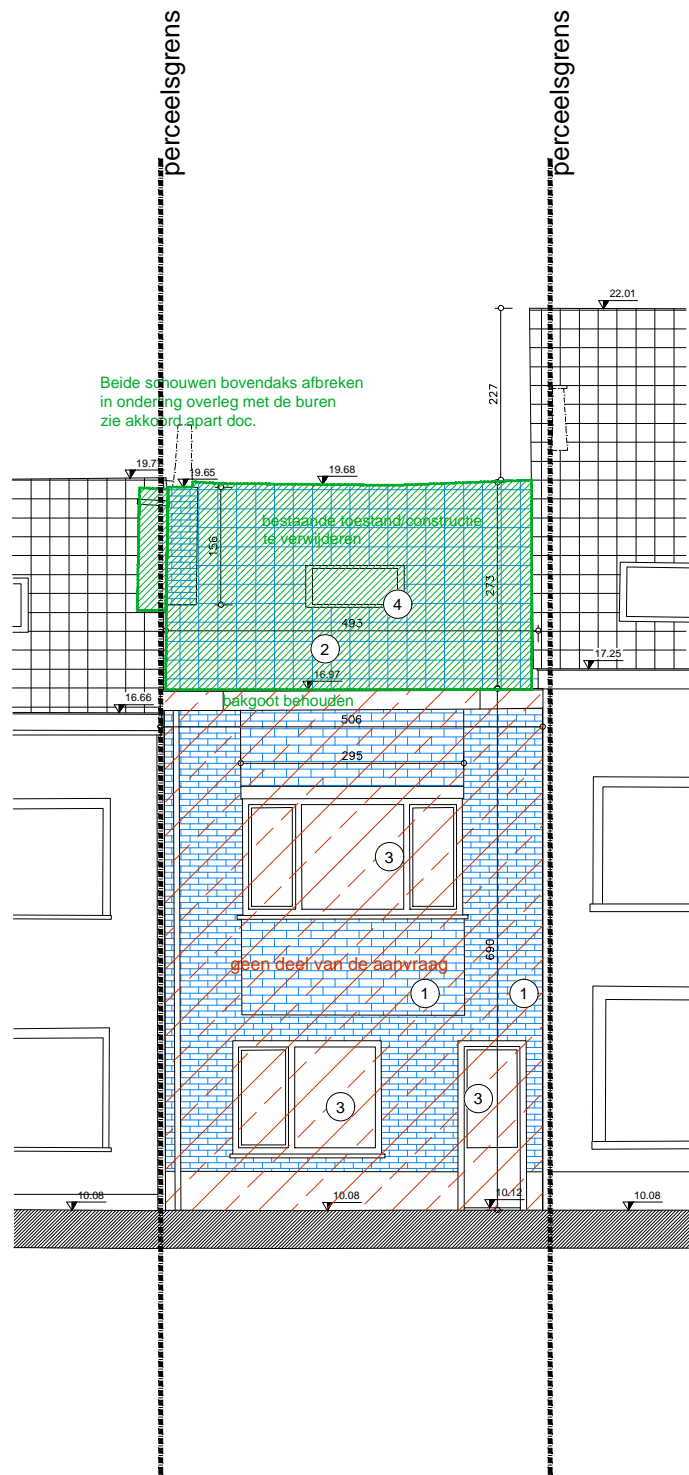 perceelsgrens
perceelsgrens
22.01
227
Beide schouwen bovendaks afbreken
in onderling overleg met de buren
zie akkoord apart doc.
19.77
19.65
19.68
bestaande toestand/constructie
te verwijderen
156
273
4
493
2
17.25
16.97
16.66
bakgoot behouden
506
295
3
690
geen deel van de aanvraag
1
1
3
3
10.08
10.08
10.12
10.08